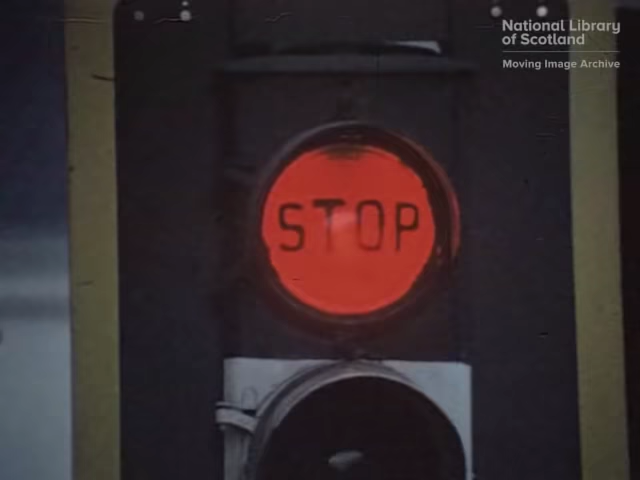 National Library
of Scotland
Moving Image Archive
STOP